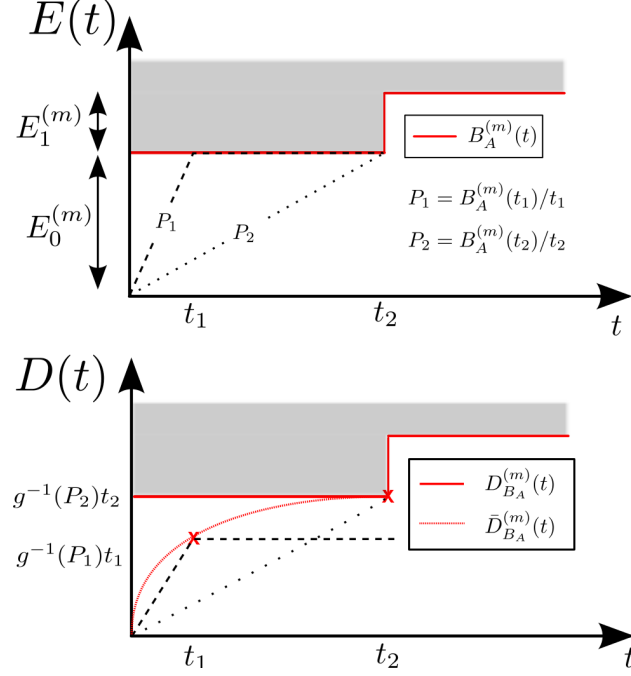 E(t)
E_1^{(m)}
B_A^{(m)}(t)
E_0^{(m)}
P_1
P_2
P_1 = B_A^{(m)}(t_1)/t_1
P_2 = B_A^{(m)}(t_2)/t_2
t_1
t_2
t
D(t)
g^{-1}(P_2)t_2
x
D_{B_A}^{(m)}(t)
\bar{D}_{B_A}^{(m)}(t)
g^{-1}(P_1)t_1
x
t_1
t_2
t